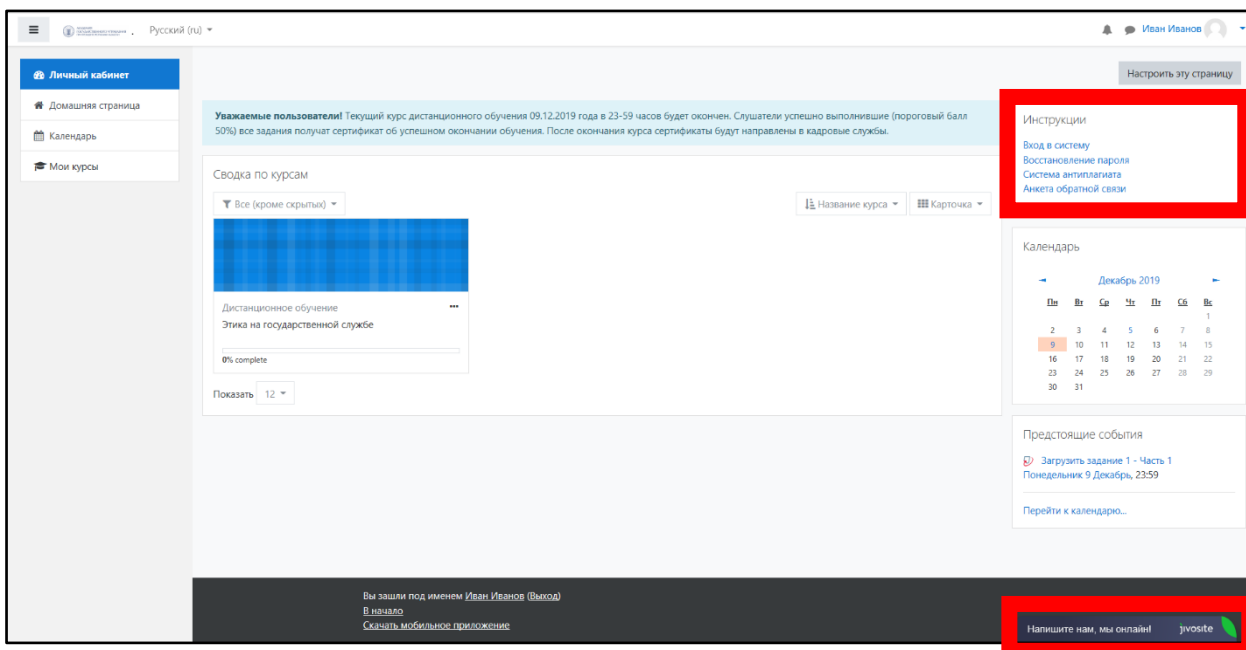 Русский (ru)
Иван Иванов
Личный кабинет
Домашняя страница
Календарь
Мои курсы
Настроить эту страницу
Уважаемые пользователи! Текущий курс дистанционного обучения 09.12.2019 года в 23-59 часов будет окончен. Слушатели успешно выполнившие (пороговый балл
50%) все задания получат сертификат об успешном окончании обучения. После окончания курса сертификаты будут направлены в кадровые службы.
Сводка по курсам
Все (кроме скрытых)
Название курса
Карточка
Дистанционное обучение
Этика на государственной службе
0% complete
Показать 12
Инструкции
Вход в систему
Восстановление пароля
Система антиплагиата
Анкета обратной связи
Календарь
Декабрь 2019
Пн Вт Ср Чт Пт Сб Вс
1
2 3 4 5 6 7 8
9 10 11 12 13 14 15
16 17 18 19 20 21 22
23 24 25 26 27 28 29
30 31
Предстоящие события
Загрузить задание 1 - Часть 1
Понедельник 9 Декабрь, 23:59
Перейти к календарю...
Вы зашли под именем Иван Иванов (Выход)
В начало
Скачать мобильное приложение
Напишите нам, мы онлайн! jivosite